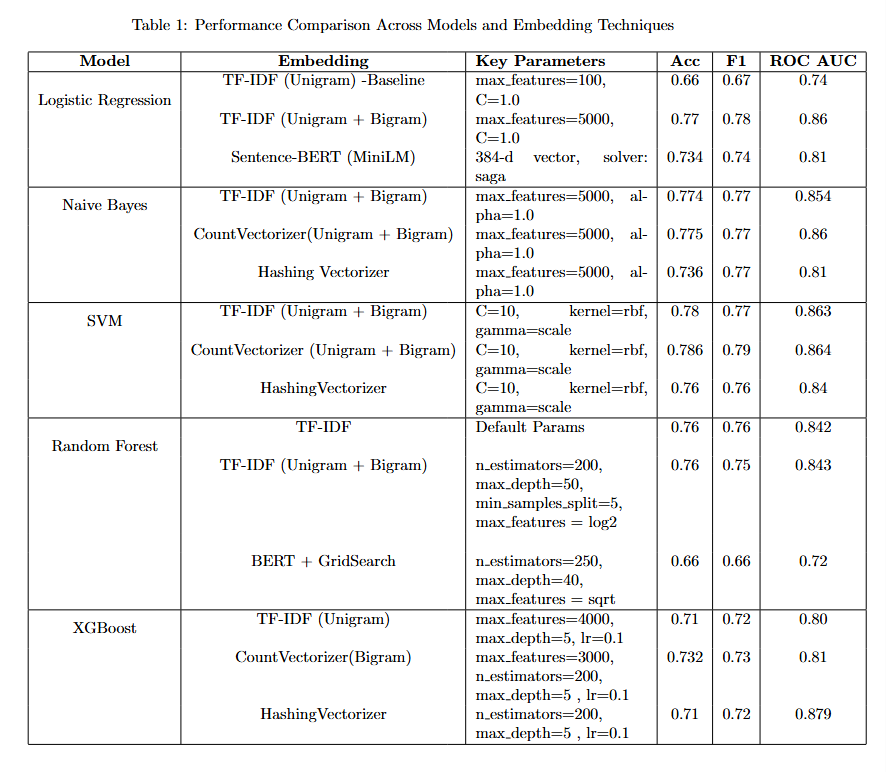 Table 1: Performance Comparison Across Models and Embedding Techniques
Model Embedding Key Parameters Acc F1 ROC AUC
Logistic Regression
TF-IDF (Unigram) -Baseline max_features=100, 0.66 0.67 0.74
C=1.0
TF-IDF (Unigram + Bigram) max_features=5000, 0.77 0.78 0.86
C=1.0
Sentence-BERT (MiniLM) 384-d vector, solver: 0.734 0.74 0.81
saga
Naive Bayes
TF-IDF (Unigram + Bigram) max_features=5000, al- 0.774 0.77 0.854
pha=1.0
CountVectorizer(Unigram + Bigram) max_features=5000, al- 0.775 0.77 0.86
pha=1.0
Hashing Vectorizer max_features=5000, al- 0.736 0.77 0.81
pha=1.0
SVM
TF-IDF (Unigram + Bigram) C=10, kernel=rbf, 0.78 0.77 0.863
gamma=scale
CountVectorizer (Unigram + Bigram) C=10, kernel=rbf, 0.786 0.79 0.864
gamma=scale
HashingVectorizer C=10, kernel=rbf, 0.76 0.76 0.84
gamma=scale
Random Forest
TF-IDF Default Params 0.76 0.76 0.842
TF-IDF (Unigram + Bigram) n_estimators=200, 0.76 0.75 0.843
max_depth=50,
min_samples_split=5,
max_features = log2
BERT + GridSearch n_estimators=250, 0.66 0.66 0.72
max_depth=40,
max_features = sqrt
XGBoost
TF-IDF (Unigram) max_features=4000, 0.71 0.72 0.80
max_depth=5, lr=0.1
CountVectorizer(Bigram) max_features=3000, 0.732 0.73 0.81
n_estimators=200,
max_depth=5 , lr=0.1
HashingVectorizer n_estimators=200, 0.71 0.72 0.879
max_depth=5 , lr=0.1